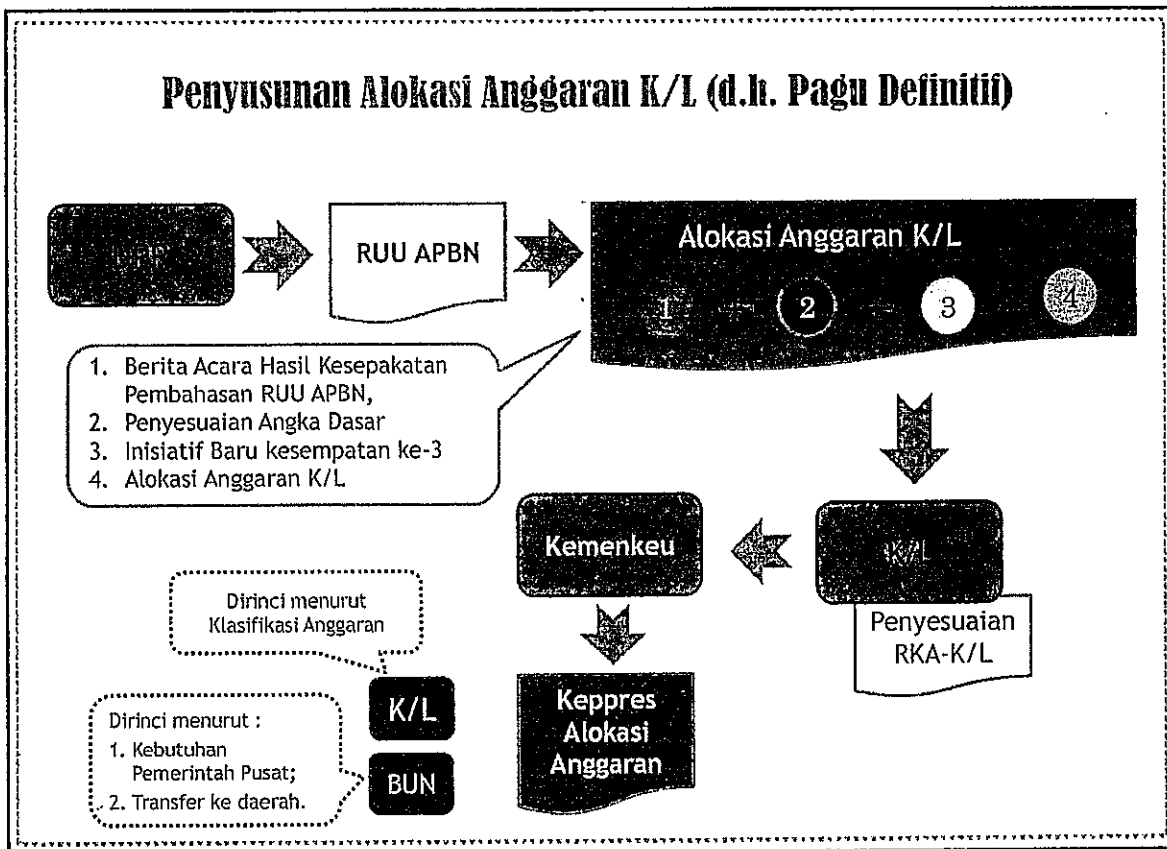 Penyusunan Alokasi Anggaran K/L (d.h. Pagu Definitif)
RUU APBN
Alokasi Anggaran K/L
1
2
3
4
1. Berita Acara Hasil Kesepakatan
Pembahasan RUU APBN,
2. Penyesuaian Angka Dasar
3. Inisiatif Baru kesempatan ke-3
4. Alokasi Anggaran K/L
Kemenkeu
K/L
Penyesuaian
RKA-K/L
Dirinci menurut
Klasifikasi Anggaran
K/L
Keppres
Alokasi
Anggaran
Dirinci menurut :
1. Kebutuhan
Pemerintah Pusat;
2. Transfer ke daerah.
BUN